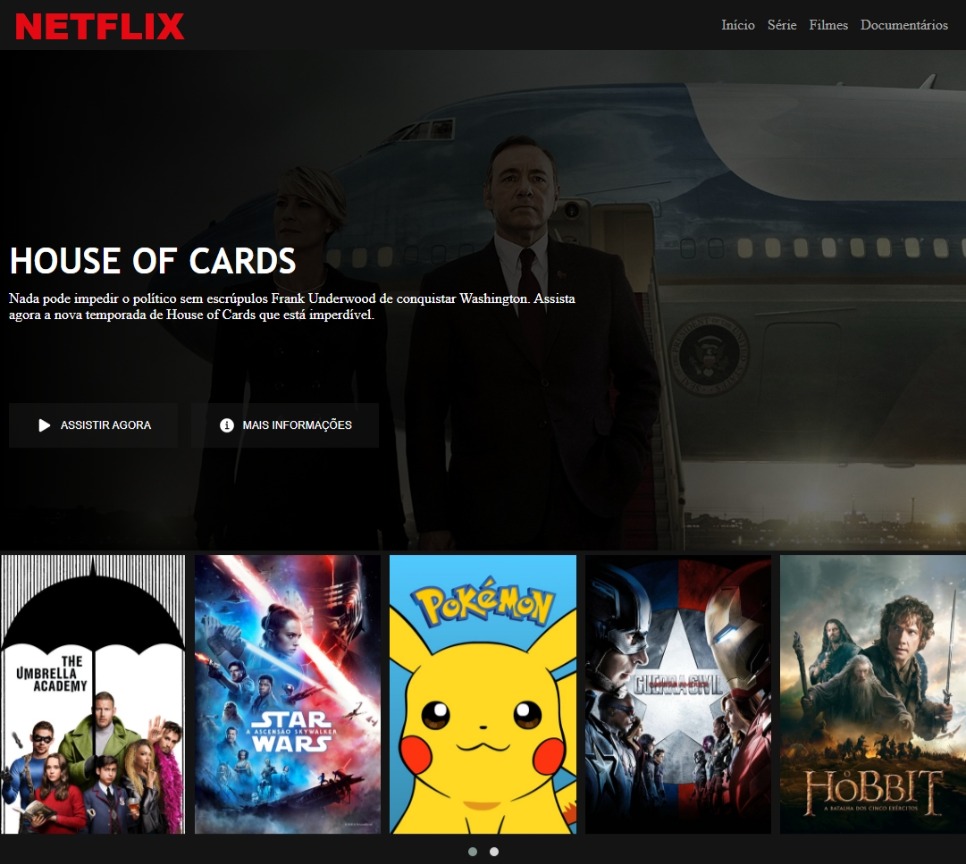 NETFLIX
Início Série Filmes Documentários
HOUSE OF CARDS
Nada pode impedir o político sem escrúpulos Frank Underwood de conquistar Washington. Assista
agora a nova temporada de House of Cards que está imperdível.
ASSISTIR AGORA MAIS INFORMAÇÕES
THE
UMBRELLA
ACADEMY
STAR
A ASCENSÃO SKYWALKER
WARS
POKéMON
GUERRA CIVIL
O
HOBBIT
A BATALHA DOS CINCO EXÉRCITOS